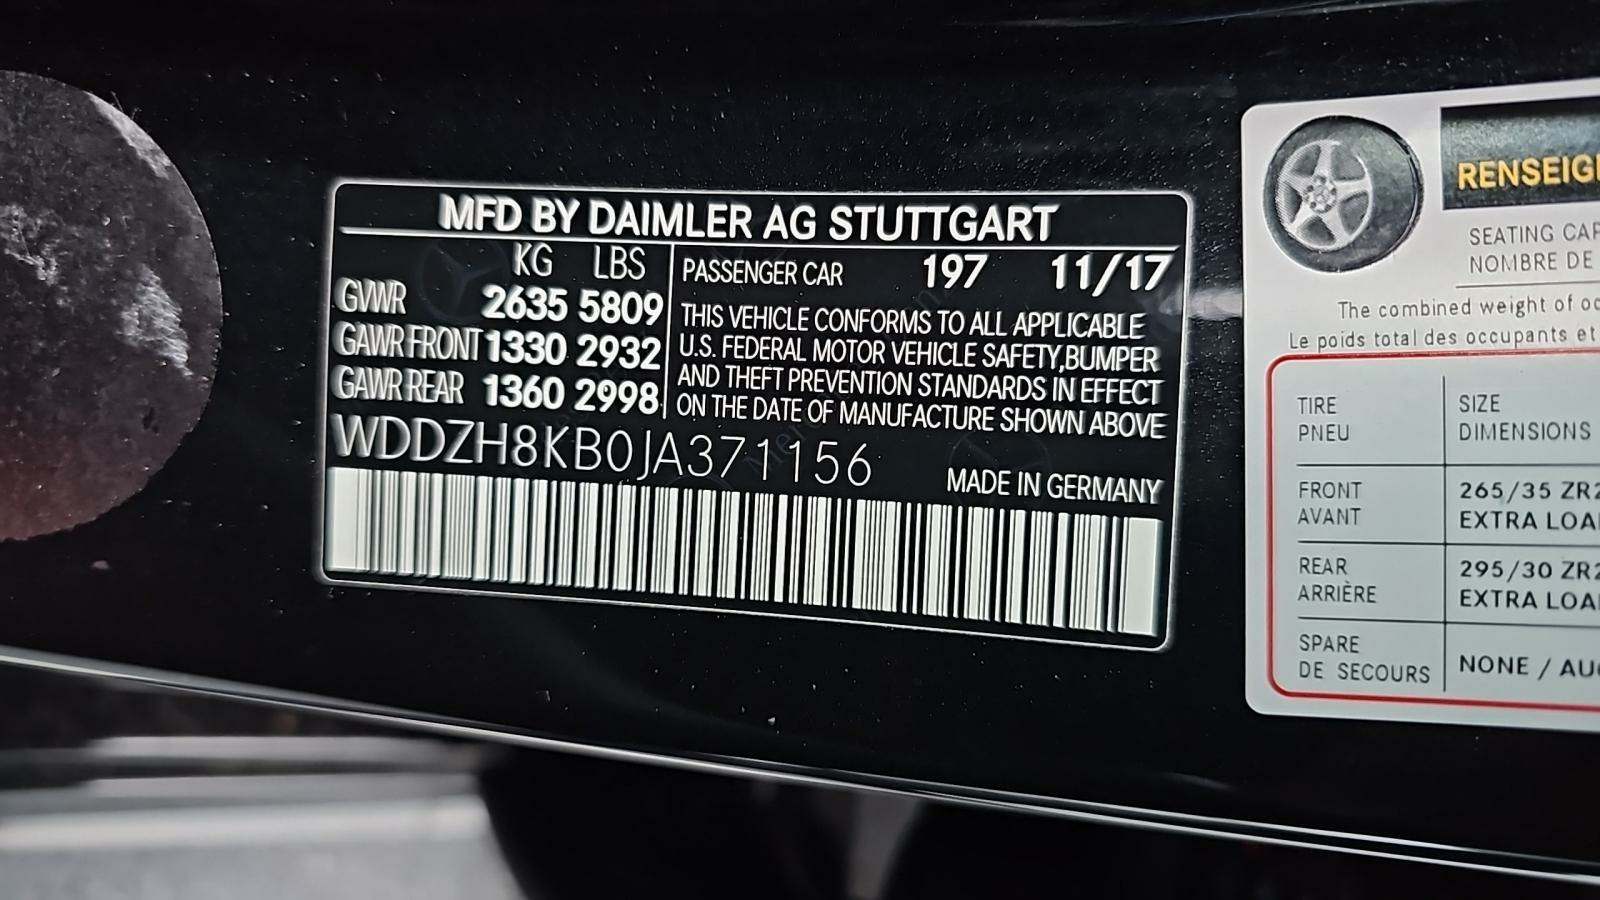 MFD BY DAIMLER AG STUTTGART
KG LBS
GVWR 2635 5809
GAWR FRONT 1330 2932
GAWR REAR 1360 2998
PASSENGER CAR 197 11/17
THIS VEHICLE CONFORMS TO ALL APPLICABLE
U.S. FEDERAL MOTOR VEHICLE SAFETY,BUMPER
AND THEFT PREVENTION STANDARDS IN EFFECT
ON THE DATE OF MANUFACTURE SHOWN ABOVE
WDDZH8KB0JA371156
MADE IN GERMANY
RENSEIG
SEATING CAP
NOMBRE DE
The combined weight of oc
Le poids total des occupants et
TIRE SIZE
PNEU DIMENSIONS
FRONT 265/35 ZR2
AVANT EXTRA LOA
REAR 295/30 ZR2
ARRIÈRE EXTRA LOA
SPARE
DE SECOURS
NONE / AU